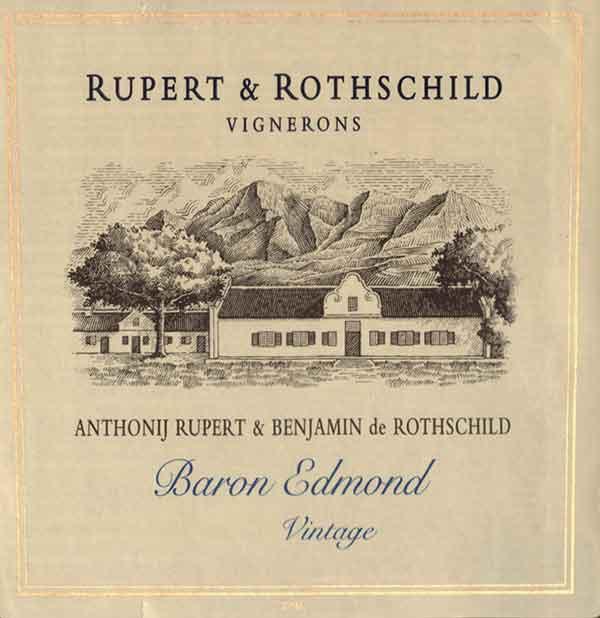 RUPERT & ROTHSCHILD
VIGNERONS
ANTHONIJ RUPERT & BENJAMIN de ROTHSCHILD
Baron Edmond
Vintage